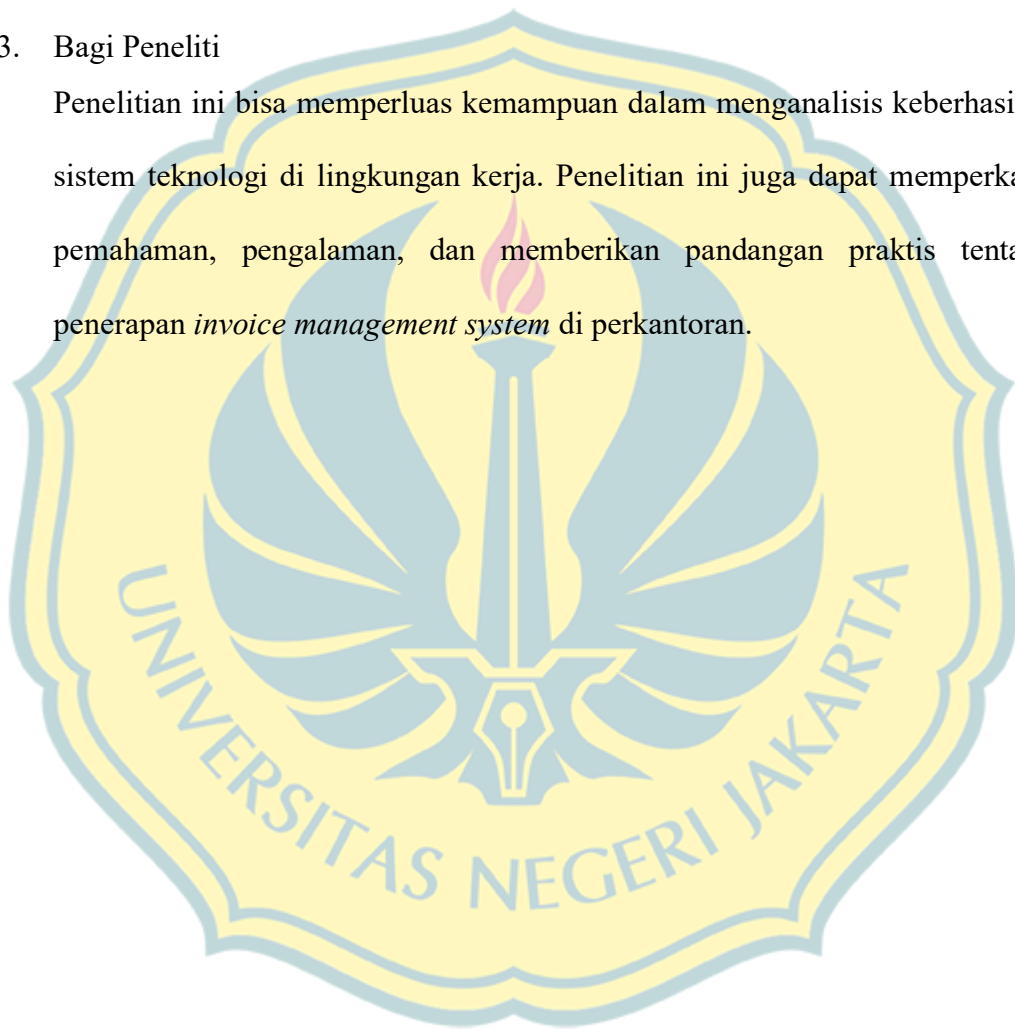 3. Bagi Peneliti
Penelitian ini bisa memperluas kemampuan dalam menganalisis keberhasi
sistem teknologi di lingkungan kerja. Penelitian ini juga dapat memperka
pemahaman, pengalaman, dan memberikan pandangan praktis tenta
penerapan invoice management system di perkantoran.
UNIVERSITAS NEGERI JAKARTA